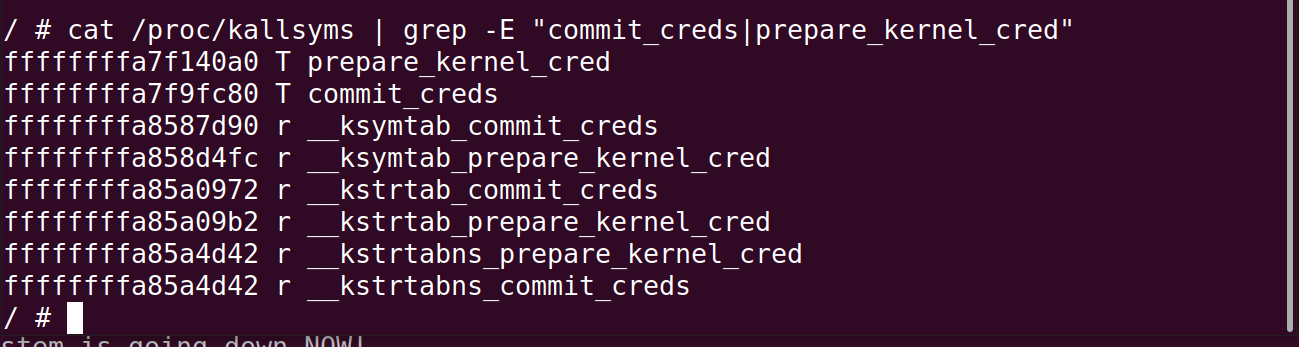 / # cat /proc/kallsyms | grep -E "commit_creds|prepare_kernel_cred"
ffffffffa7f140a0 T prepare_kernel_cred
ffffffffa7f9fc80 T commit_creds
ffffffffa8587d90 r __ksymtab_commit_creds
ffffffffa858d4fc r __ksymtab_prepare_kernel_cred
ffffffffa85a0972 r __kstrtab_commit_creds
ffffffffa85a09b2 r __kstrtab_prepare_kernel_cred
ffffffffa85a4d42 r __kstrtabns_prepare_kernel_cred
ffffffffa85a4d42 r __kstrtabns_commit_creds
/ #
stem is going down NOW!